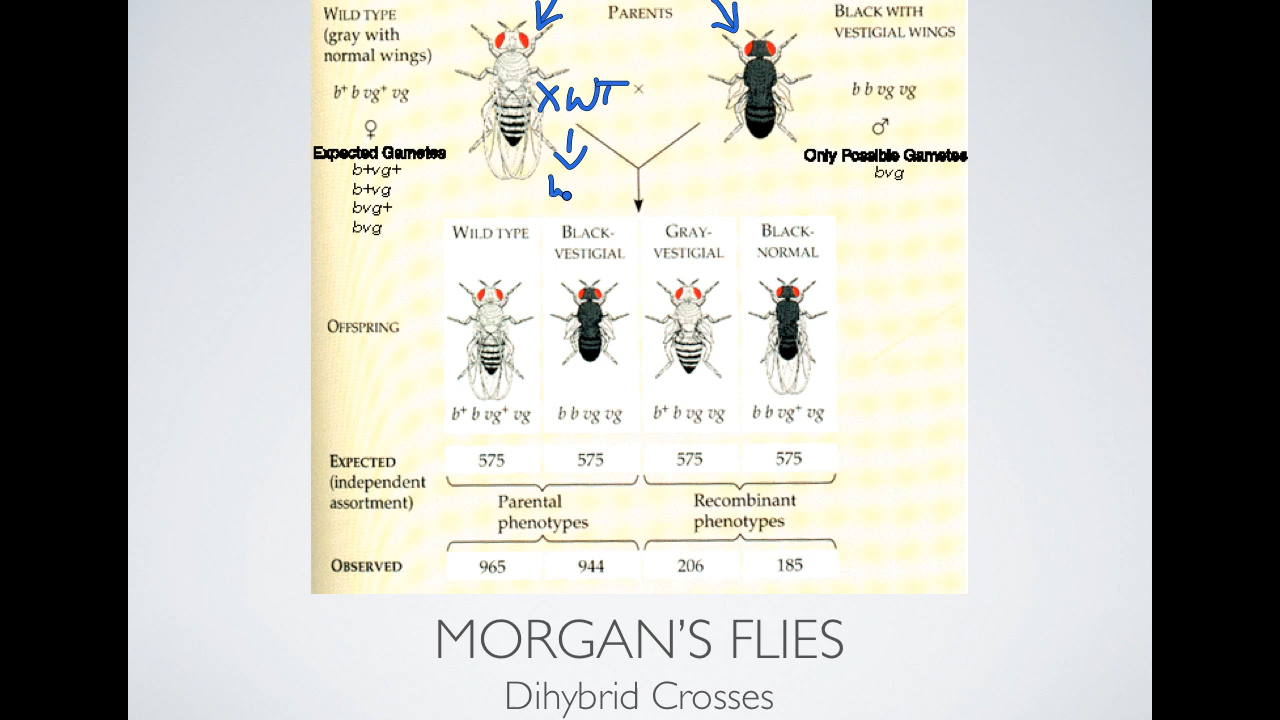 WILD TYPE
(gray with
normal wings)
b⁺ b vg⁺ vg
♀
Expected Gametes
b+vg+
b+vg
bvg+
bvg
PARENTS
X WT
×
BLACK WITH
VESTIGIAL WINGS
b b vg vg
♂
Only Possible Gametes
bvg
WILD TYPE
BLACK-
VESTIGIAL
GRAY-
VESTIGIAL
BLACK-
NORMAL
OFFSPRING
b⁺ b vg⁺ vg
b b vg vg
b⁺ b vg vg
b b vg⁺ vg
EXPECTED
(independent
assortment)
575 575 575 575
Parental
phenotypes
Recombinant
phenotypes
OBSERVED 965 944 206 185
MORGAN'S FLIES
Dihybrid Crosses